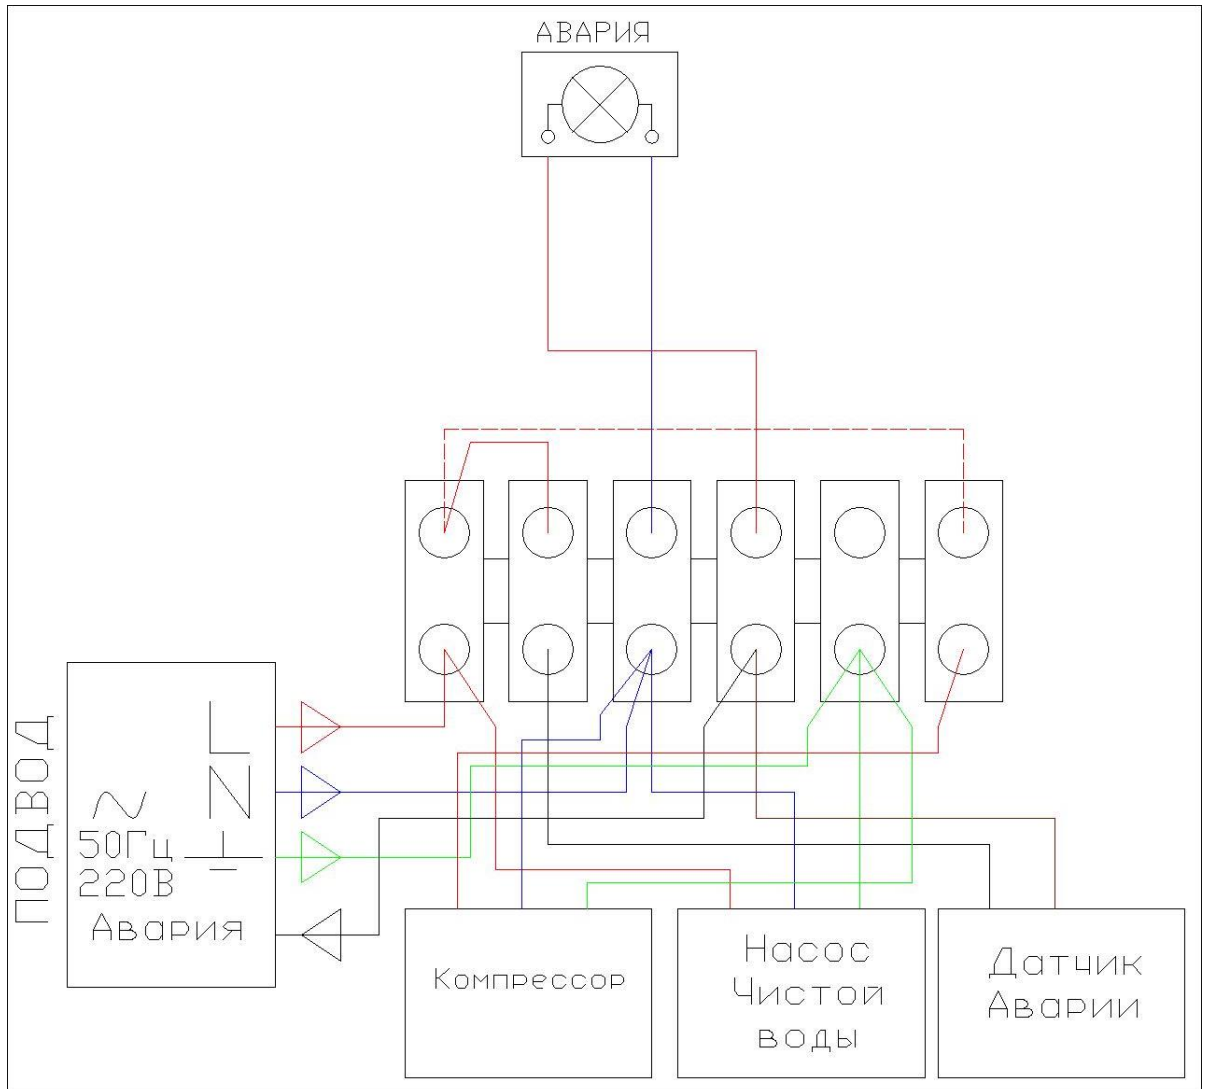 АВАРИЯ
ПОДВОД
L
N
50Гц
220В
Авария
Компрессор
Насос
Чистой
воды
Датчик
Аварии